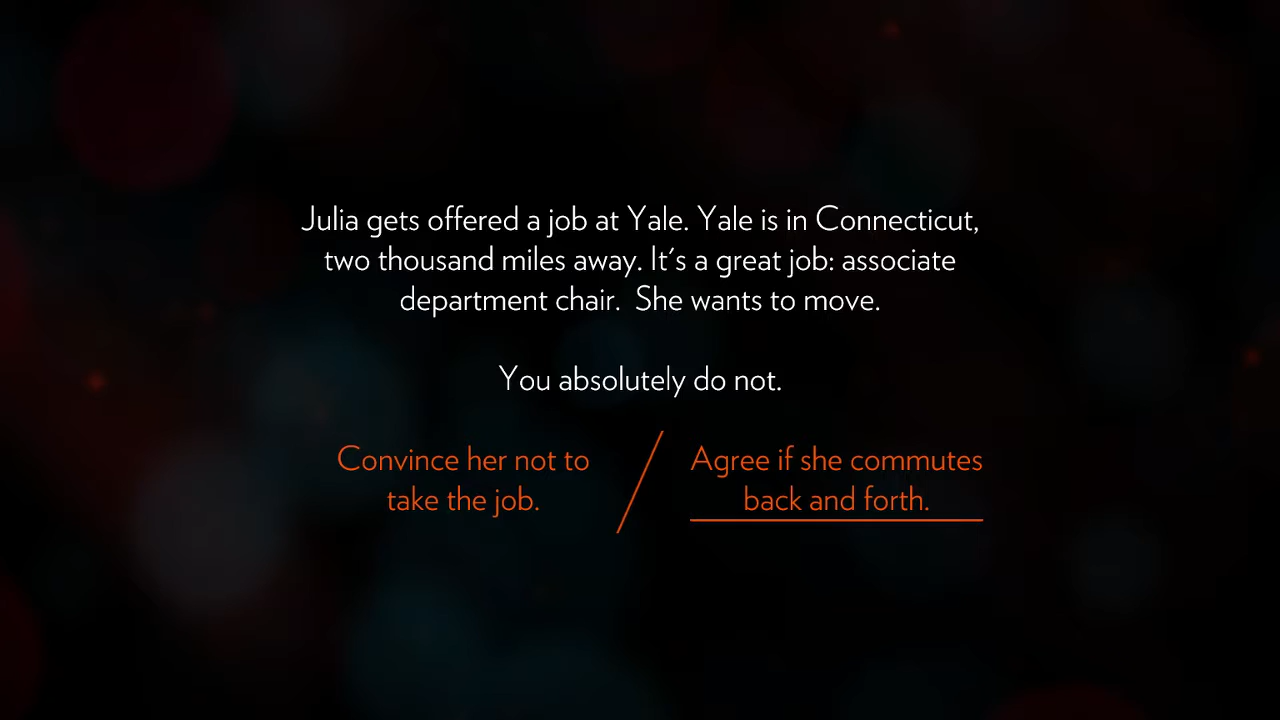 Julia gets offered a job at Yale. Yale is in Connecticut,
two thousand miles away. It's a great job: associate
department chair.  She wants to move.
You absolutely do not.
Convince her not to
take the job.
Agree if she commutes
back and forth.